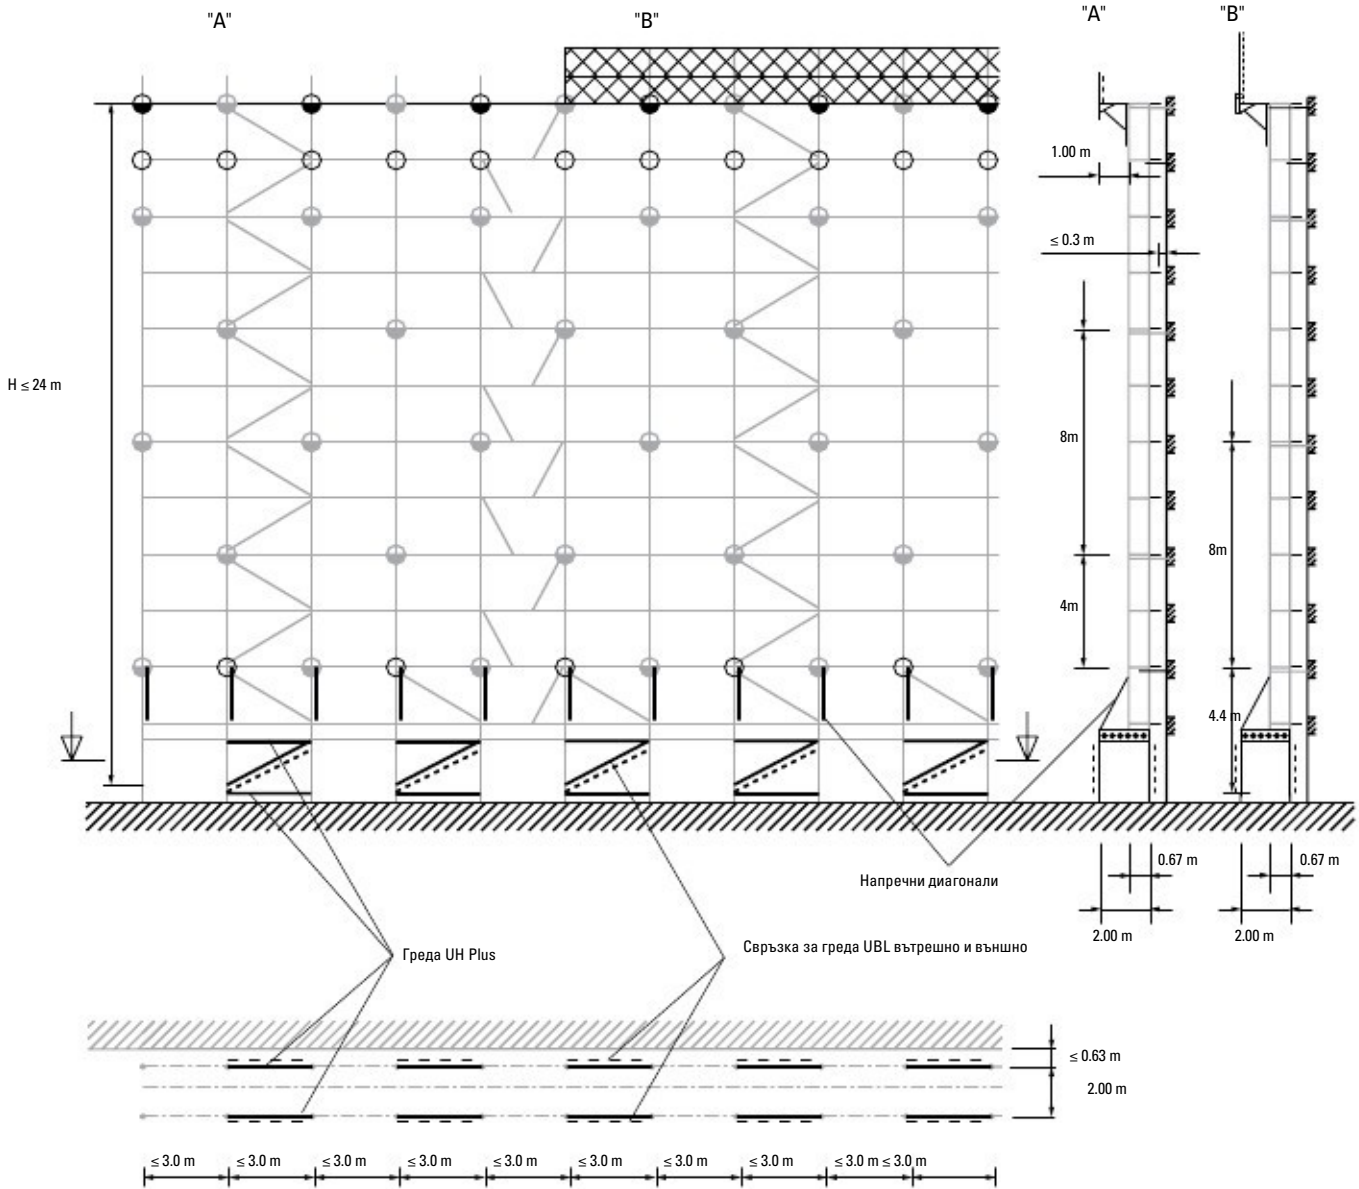 "A"
"B"
"A"
"B"
1.00 m
≤ 0.3 m
H ≤ 24 m
8m
8m
4m
4.4 m
0.67 m
0.67 m
Напречни диагонали
2.00 m
2.00 m
Греда UH Plus
Свръзка за греда UBL вътрешно и външно
≤ 0.63 m
2.00 m
≤ 3.0 m ≤ 3.0 m ≤ 3.0 m ≤ 3.0 m ≤ 3.0 m ≤ 3.0 m ≤ 3.0 m ≤ 3.0 m ≤ 3.0 m ≤ 3.0 m